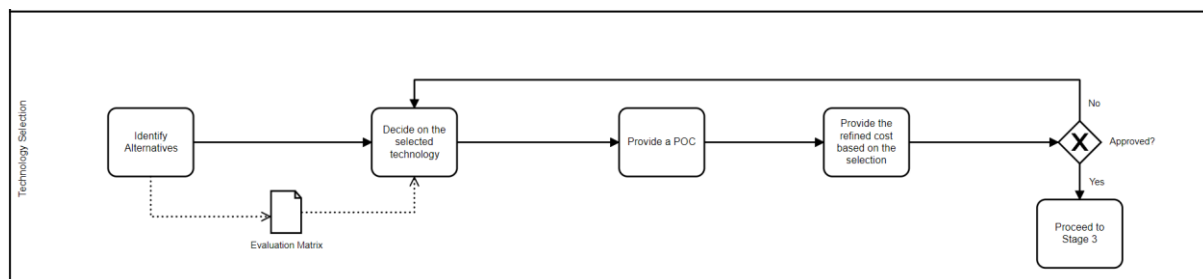 Technology Selection
Identify
Alternatives
Decide on the
selected
technology
Provide a POC
Provide the
refined cost
based on the
selection
No
Approved?
Yes
Proceed to
Stage 3
Evaluation Matrix